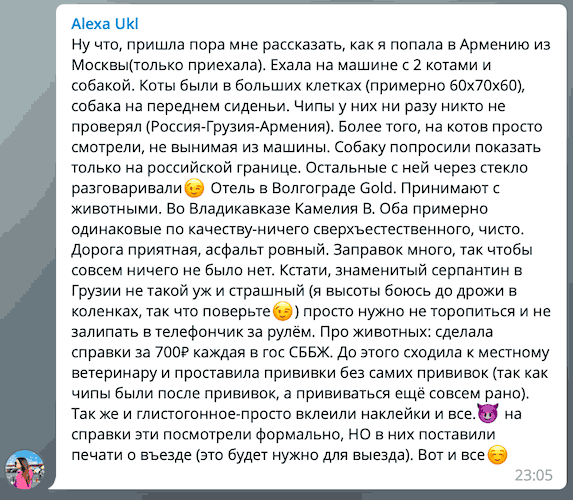 Alexa Ukl
Ну что, пришла пора мне рассказать, как я попала в Армению из
Москвы(только приехала). Ехала на машине с 2 котами и
собакой. Коты были в больших клетках (примерно 60x70x60),
собака на переднем сиденьи. Чипы у них ни разу никто не
проверял (Россия-Грузия-Армения). Более того, на котов просто
смотрели, не вынимая из машины. Собаку попросили показать
только на российской границе. Остальные с ней через стекло
разговаривали😉 Отель в Волгограде Gold. Принимают с
животными. Во Владикавказе Камелия В. Оба примерно
одинаковые по качеству-ничего сверхъестественного, чисто.
Дорога приятная, асфальт ровный. Заправок много, так чтобы
совсем ничего не было нет. Кстати, знаменитый серпантин в
Грузии не такой уж и страшный (я высоты боюсь до дрожи в
коленках, так что поверьте😉) просто нужно не торопиться и не
залипать в телефончик за рулём. Про животных: сделала
справки за 700₽ каждая в гос СББЖ. До этого сходила к местному
ветеринару и проставила прививки без самих прививок (так как
чипы были после прививок, а прививаться ещё совсем рано).
Так же и глистогонное-просто вклеили наклейки и все.😈 на
справки эти посмотрели формально, НО в них поставили
печати о въезде (это будет нужно для выезда). Вот и все☺️
23:05